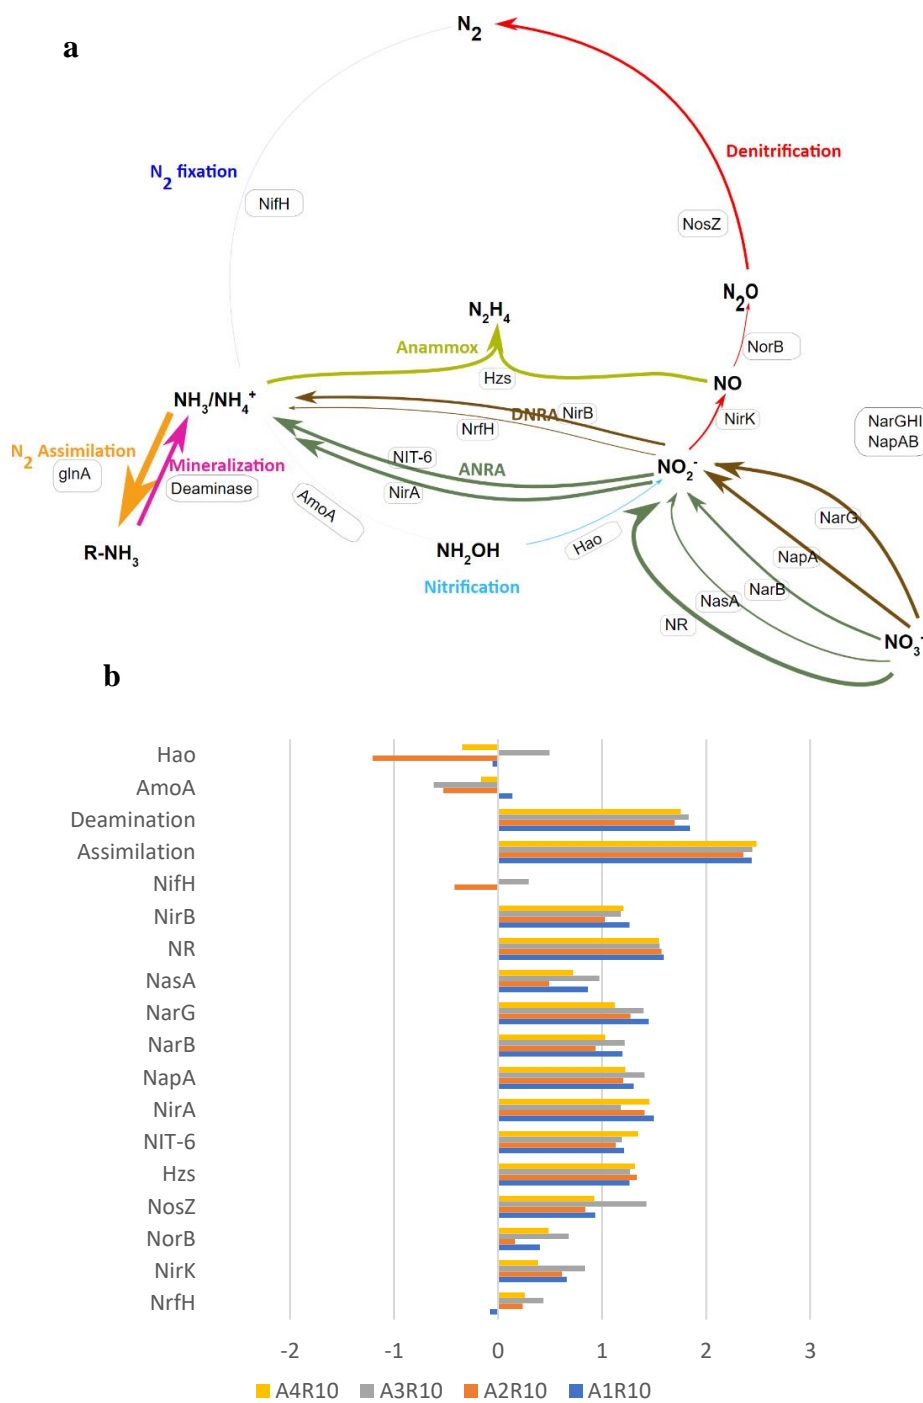 a
N2
Denitrification
N2 fixation
NifH
NosZ
N2O
N2H4
Anammox
NorB
Hzs
NO
NH3/NH4+
DNRA
NirB
NirK
NarGHI
NapAB
NrfH
N2 Assimilation
glnA
Mineralization
Deaminase
NIT-6
ANRA
NO2-
NirA
AmoA
NarG
Hao
R-NH3
NH2OH
NapA
Nitrification
NarB
NasA
NR
NO3-
b
Hao
AmoA
Deamination
Assimilation
NifH
NirB
NR
NasA
NarG
NarB
NapA
NirA
NIT-6
Hzs
NosZ
NorB
NirK
NrfH
-2 -1 0 1 2 3
A4R10 A3R10 A2R10 A1R10